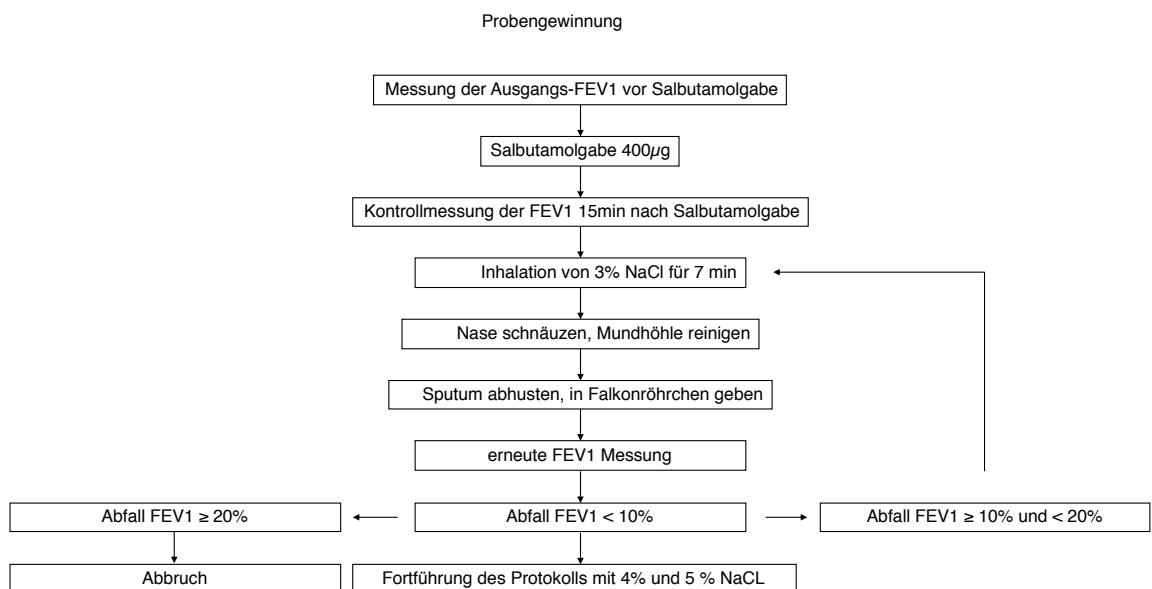 Probengewinnung
Messung der Ausgangs-FEV1 vor Salbutamolgabe
Salbutamolgabe 400µg
Kontrollmessung der FEV1 15min nach Salbutamolgabe
Inhalation von 3% NaCl für 7 min
Nase schnäuzen, Mundhöhle reinigen
Sputum abhusten, in Falkonröhrchen geben
erneute FEV1 Messung
Abfall FEV1 ≥ 20%
Abfall FEV1 < 10%
Abfall FEV1 ≥ 10% und < 20%
Abbruch
Fortführung des Protokolls mit 4% und 5 % NaCL